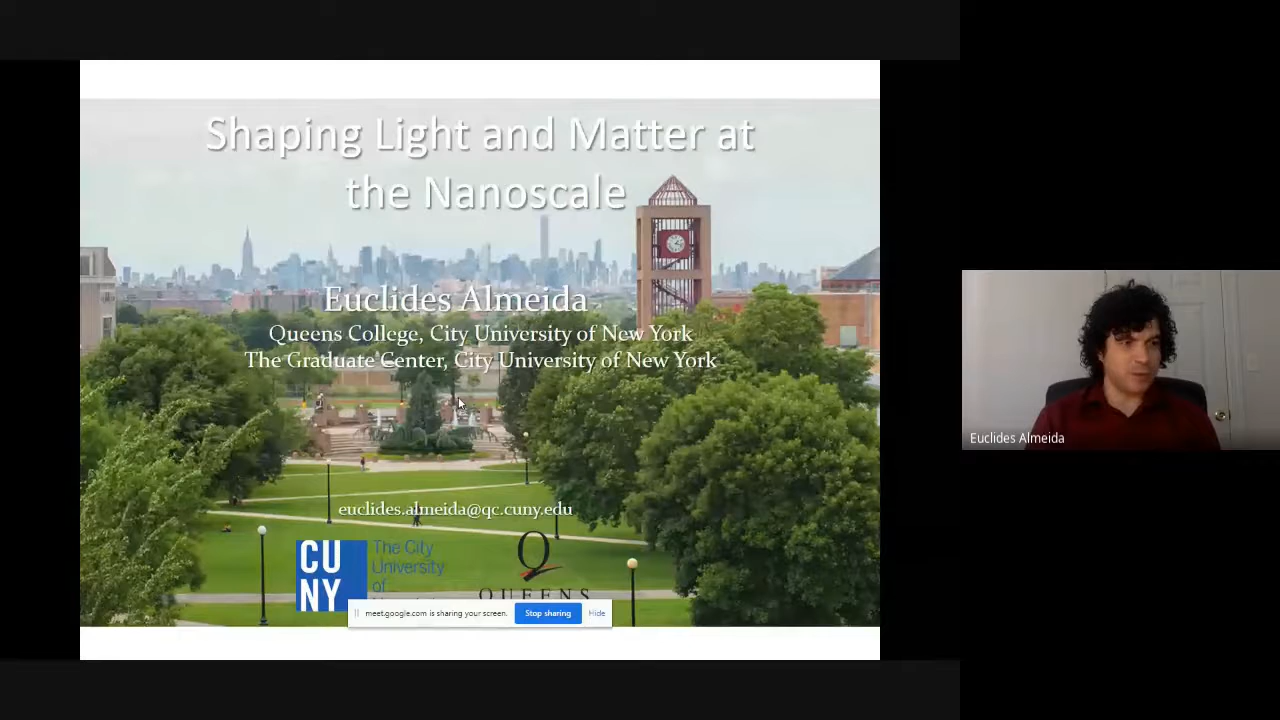 Shaping Light and Matter at
the Nanoscale
Euclides Almeida
Queens College, City University of New York
The Graduate Center, City University of New York
euclides.almeida@qc.cuny.edu
CU
NY
The City
University
of
QUEENS
meet.google.com is sharing your screen.
Stop sharing
Hide
Euclides Almeida